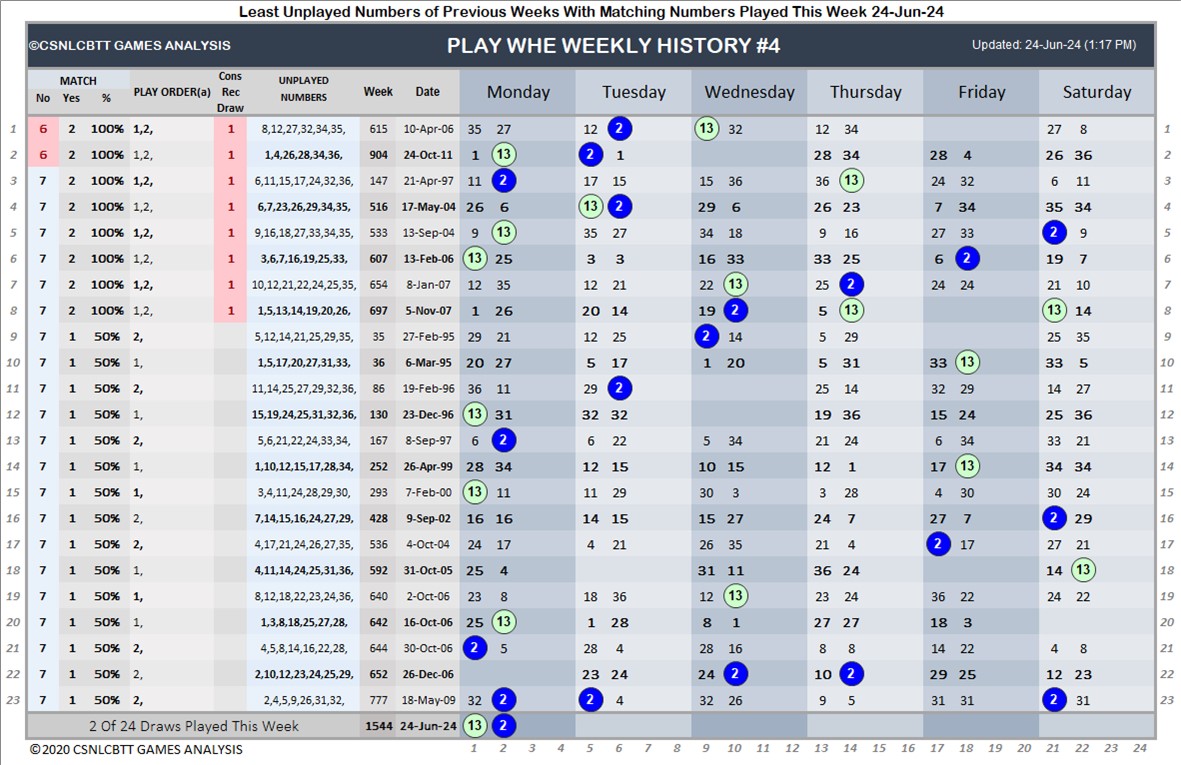 Least Unplayed Numbers of Previous Weeks With Matching Numbers Played This Week 24-Jun-24
©CSNLCBTT GAMES ANALYSIS PLAY WHE WEEKLY HISTORY #4 Updated: 24-Jun-24 (1:17 PM)
MATCH Cons UNPLAYED
No Yes % PLAY ORDER(a) Rec NUMBERS Week Date Monday Tuesday Wednesday Thursday Friday Saturday
Draw
1 6 2 100% 1,2, 1 8,12,27,32,34,35, 615 10-Apr-06 35 27 12 2 13 32 12 34 27 8 1
2 6 2 100% 1,2, 1 1,4,26,28,34,36, 904 24-Oct-11 1 13 2 1 28 34 28 4 26 36 2
3 7 2 100% 1,2, 1 6,11,15,17,24,32,36, 147 21-Apr-97 11 2 17 15 15 36 36 13 24 32 6 11 3
4 7 2 100% 1,2, 1 6,7,23,26,29,34,35, 516 17-May-04 26 6 13 2 29 6 26 23 7 34 35 34 4
5 7 2 100% 1,2, 1 9,16,18,27,33,34,35, 533 13-Sep-04 9 13 35 27 34 18 9 16 27 33 2 9 5
6 7 2 100% 1,2, 1 3,6,7,16,19,25,33, 607 13-Feb-06 13 25 3 3 16 33 33 25 6 2 19 7 6
7 7 2 100% 1,2, 1 10,12,21,22,24,25,35, 654 8-Jan-07 12 35 12 21 22 13 25 2 24 24 21 10 7
8 7 2 100% 1,2, 1 1,5,13,14,19,20,26, 697 5-Nov-07 1 26 20 14 19 2 5 13 13 14 8
9 7 1 50% 2, 5,12,14,21,25,29,35, 35 27-Feb-95 29 21 12 25 2 14 5 29 25 35 9
10 7 1 50% 1, 1,5,17,20,27,31,33, 36 6-Mar-95 20 27 5 17 1 20 5 31 33 13 33 5 10
11 7 1 50% 2, 11,14,25,27,29,32,36, 86 19-Feb-96 36 11 29 2 25 14 32 29 14 27 11
12 7 1 50% 1, 15,19,24,25,31,32,36, 130 23-Dec-96 13 31 32 32 19 36 15 24 25 36 12
13 7 1 50% 2, 5,6,21,22,24,33,34, 167 8-Sep-97 6 2 6 22 5 34 21 24 6 34 33 21 13
14 7 1 50% 1, 1,10,12,15,17,28,34, 252 26-Apr-99 28 34 12 15 10 15 12 1 17 13 34 34 14
15 7 1 50% 1, 3,4,11,24,28,29,30, 293 7-Feb-00 13 11 11 29 30 3 3 28 4 30 30 24 15
16 7 1 50% 2, 7,14,15,16,24,27,29, 428 9-Sep-02 16 16 14 15 15 27 24 7 27 7 2 29 16
17 7 1 50% 2, 4,17,21,24,26,27,35, 536 4-Oct-04 24 17 4 21 26 35 21 4 2 17 27 21 17
18 7 1 50% 1, 4,11,14,24,25,31,36, 592 31-Oct-05 25 4 31 11 36 24 14 13 18
19 7 1 50% 1, 8,12,18,22,23,24,36, 640 2-Oct-06 23 8 18 36 12 13 23 24 36 22 24 22 19
20 7 1 50% 1, 1,3,8,18,25,27,28, 642 16-Oct-06 25 13 1 28 8 1 27 27 18 3 20
21 7 1 50% 2, 4,5,8,14,16,22,28, 644 30-Oct-06 2 5 28 4 28 16 8 8 14 22 4 8 21
22 7 1 50% 2, 2,10,12,23,24,25,29, 652 26-Dec-06 23 24 24 2 10 2 29 25 12 23 22
23 7 1 50% 2, 2,4,5,9,26,31,32, 777 18-May-09 32 2 2 4 32 26 9 5 31 31 2 31 23
2 Of 24 Draws Played This Week 1544 24-Jun-24 13 2
©2020 CSNLCBTT GAMES ANALYSIS 1 2 3 4 5 6 7 8 9 10 11 12 13 14 15 16 17 18 19 20 21 22 23 24